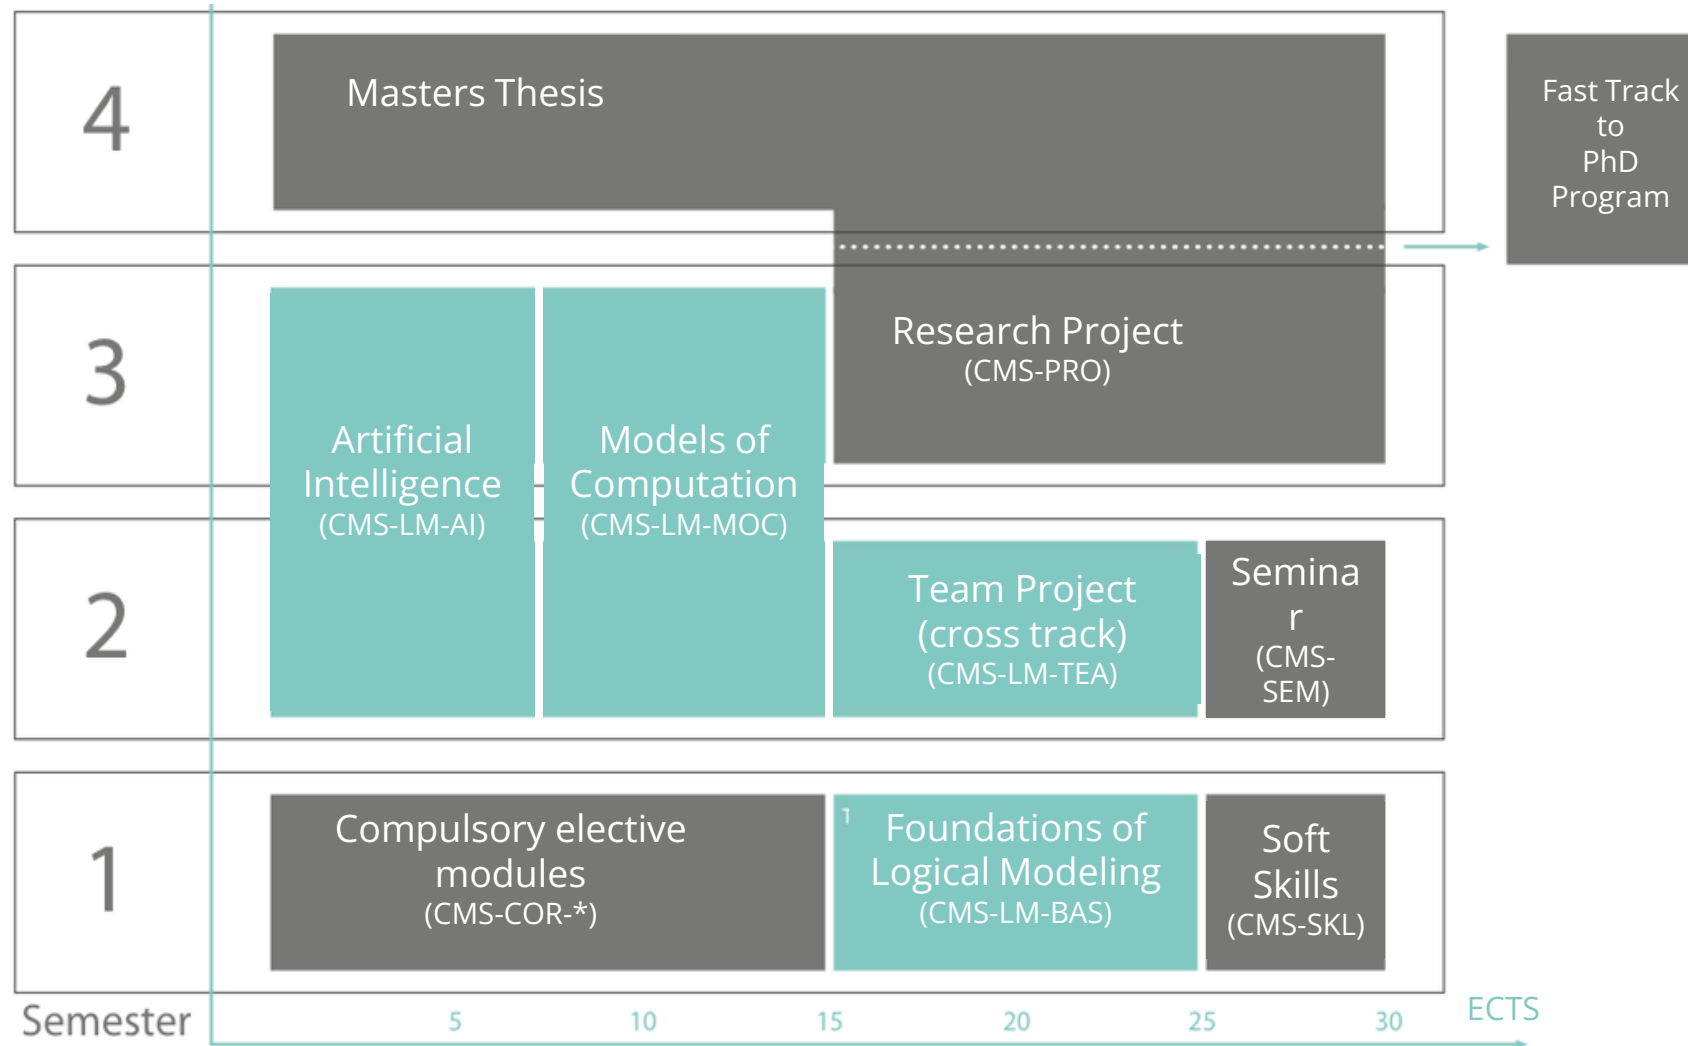 4
Masters Thesis
Fast Track
to
PhD
Program
3
Research Project
(CMS-PRO)
Artificial
Intelligence
(CMS-LM-AI)
Models of
Computation
(CMS-LM-MOC)
2
Team Project
(cross track)
(CMS-LM-TEA)
Semina
r
(CMS-
SEM)
1
Compulsory elective
modules
(CMS-COR-*)
Foundations of
Logical Modeling
(CMS-LM-BAS)
Soft
Skills
(CMS-SKL)
Semester
5 10 15 20 25 30
ECTS